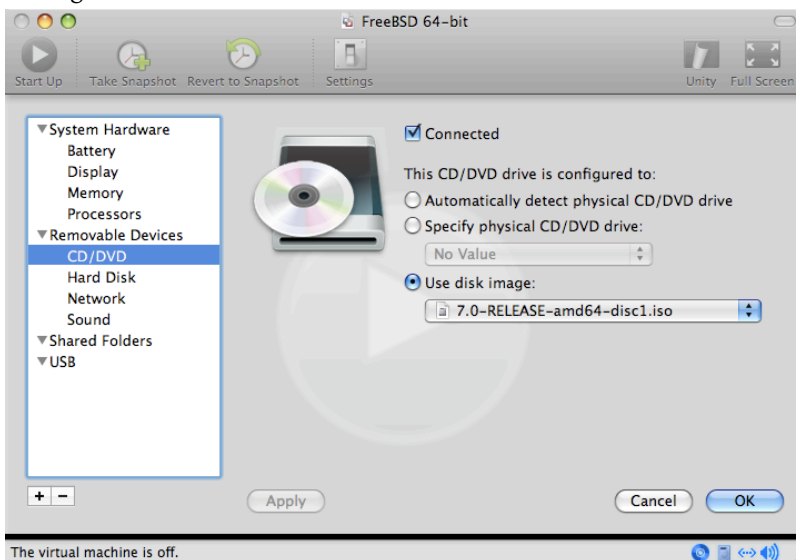 FreeBSD 64-bit
Start Up Take Snapshot Revert to Snapshot Settings Unity Full Screen
System Hardware
Battery
Display
Memory
Processors
Removable Devices
CD/DVD
Hard Disk
Network
Sound
Shared Folders
USB
Connected
This CD/DVD drive is configured to:
Automatically detect physical CD/DVD drive
Specify physical CD/DVD drive:
No Value
Use disk image:
7.0-RELEASE-amd64-disc1.iso
+ −
Apply Cancel OK
The virtual machine is off.